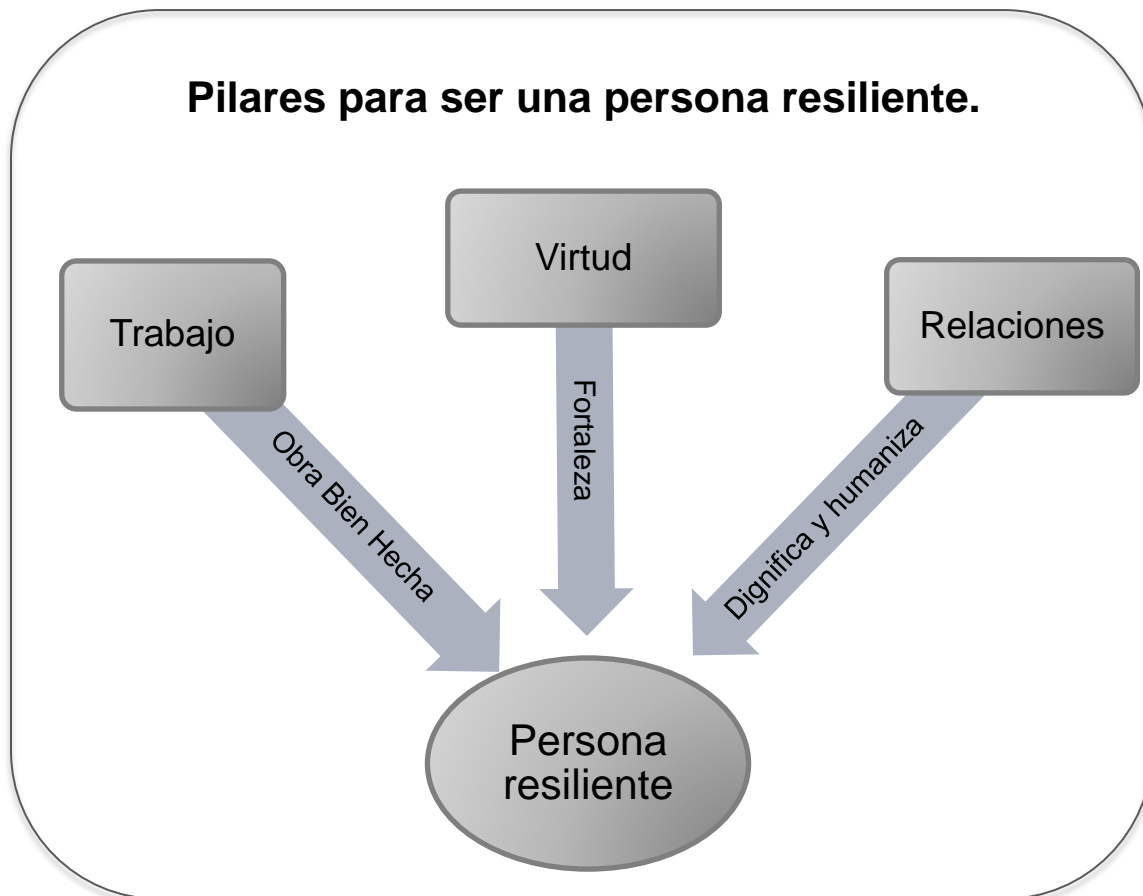 Pilares para ser una persona resiliente.
Virtud
Trabajo
Relaciones
Obra Bien Hecha
Fortaleza
Dignifica y humaniza
Persona
resiliente